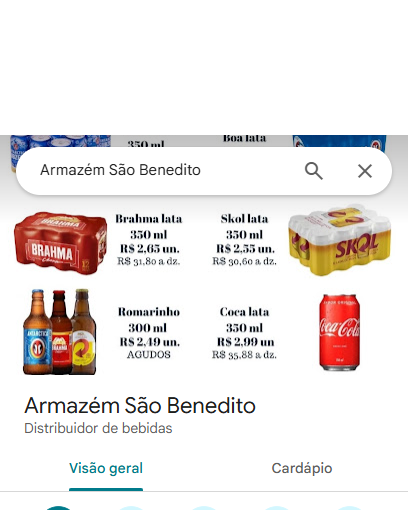 350 ml
Boa lata
Armazém São Benedito
Brahma lata
350 ml
R$ 2,65 un.
R$ 31,80 a dz.
Skol lata
350 ml
R$ 2,55 un.
R$ 30,60 a dz.
BRAHMA
SKOL
Romarinho
300 ml
R$ 2,49 un.
AGUDOS
Coca lata
350 ml
R$ 2,99 un
R$ 35,88 a dz.
ANTARCTICA
Coca-Cola
Armazém São Benedito
Distribuidor de bebidas
Visão geral
Cardápio